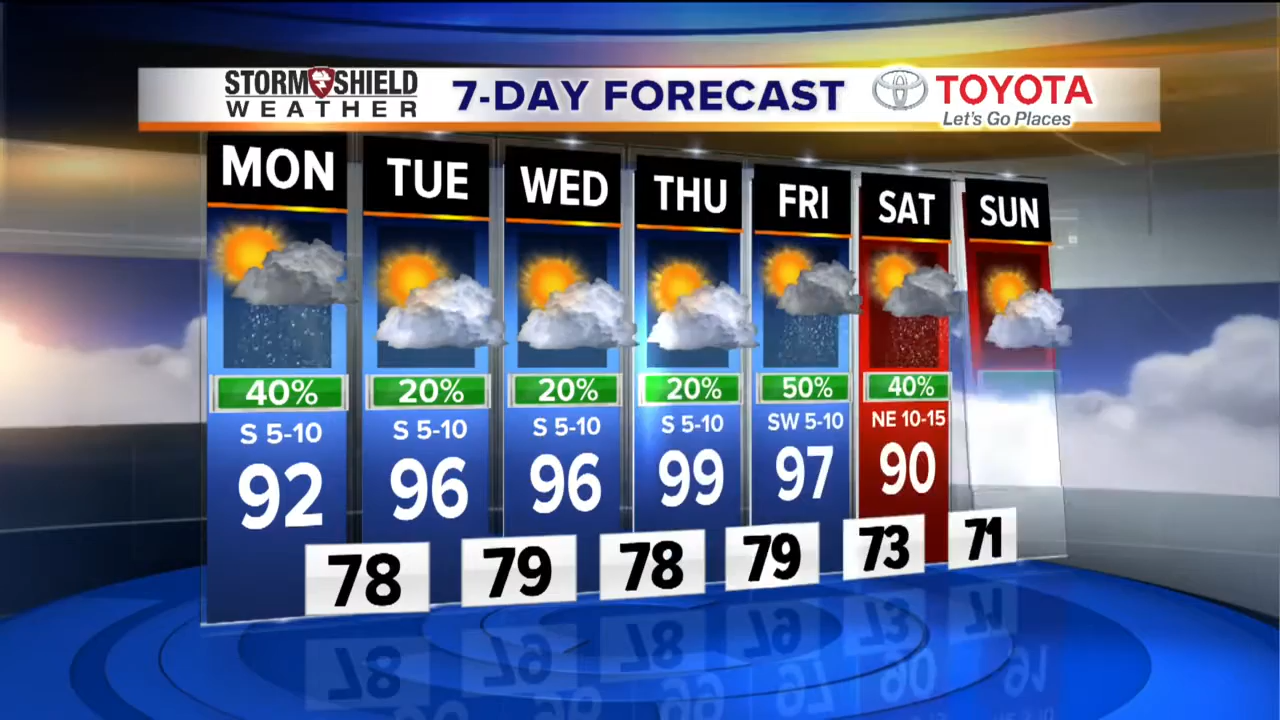 STORM SHIELD
WEATHER
7-DAY FORECAST
TOYOTA
Let's Go Places
MON TUE WED THU FRI SAT SUN
40% 20% 20% 20% 50% 40%
S 5-10 S 5-10 S 5-10 S 5-10 SW 5-10 NE 10-15
92 96 96 99 97 90
78 79 78 79 73 71